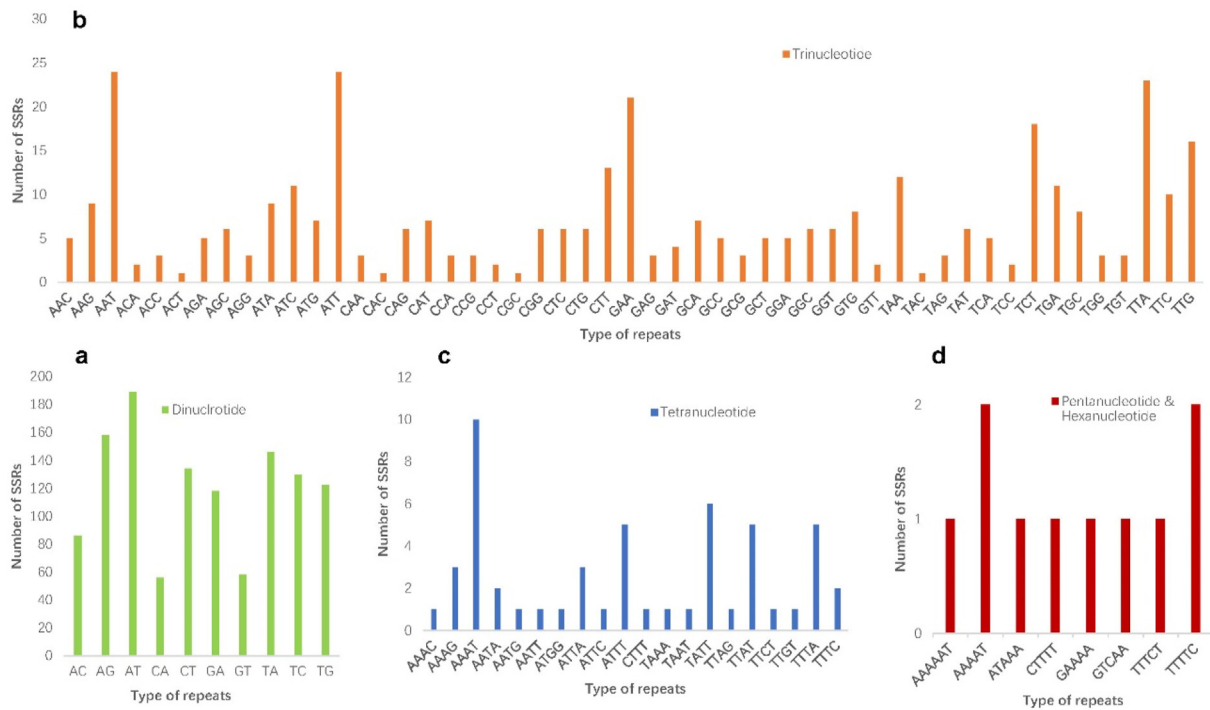 b
30
25
20
15
10
5
0
Number of SSRs
Trinucleotide
AAC AAG AAT ACA ACC ACT AGA AGC AGG ATA ATC ATG ATT CAA CAC CAG CAT CCA CCG CCT CGC CGG CTC CTG CTT GAA GAG GAT GCA GCC GCG GCT GGA GGC GGT GTG GTT TAA TAC TAG TAT TCA TCC TCT TGA TGC TGG TGT TTA TTC TTG
Type of repeats
a
200
180
160
140
120
100
80
60
40
20
0
Number of SSRs
Dinuclrotide
AC AG AT CA CT GA GT TA TC TG
Type of repeats
c
12
10
8
6
4
2
0
Number of SSRs
Tetranucleotide
AAAC AAAG AAAT AATA AATG AATT ATGG ATTA ATTC ATTT CTTT TAAA TAAT TATT TTAG TTAT TTCT TTGT TTTA TTTC
Type of repeats
d
2
1
0
Number of SSRs
Pentanucleotide &
Hexanucleotide
AAAAAT AAAAT ATAAA CTTTT GAAAA GTCAA TTTCT TTTTC
Type of repeats